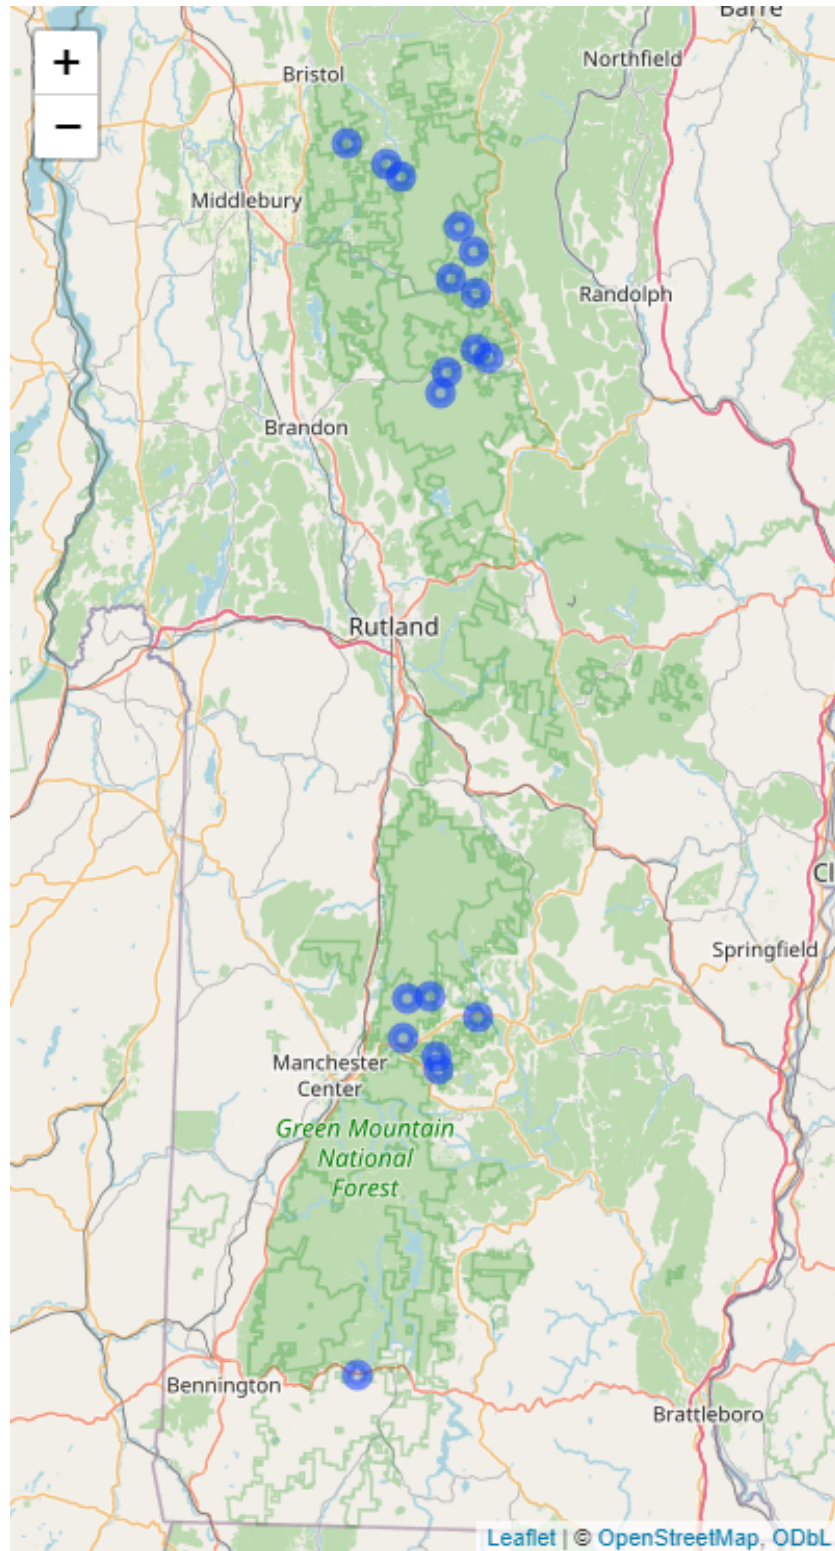 Barre
+
Northfield
Bristol
−
Middlebury
Randolph
Brandon
Rutland
Springfield
Manchester
Center
Green Mountain
National
Forest
Bennington
Brattleboro
Leaflet | © OpenStreetMap, ODbL